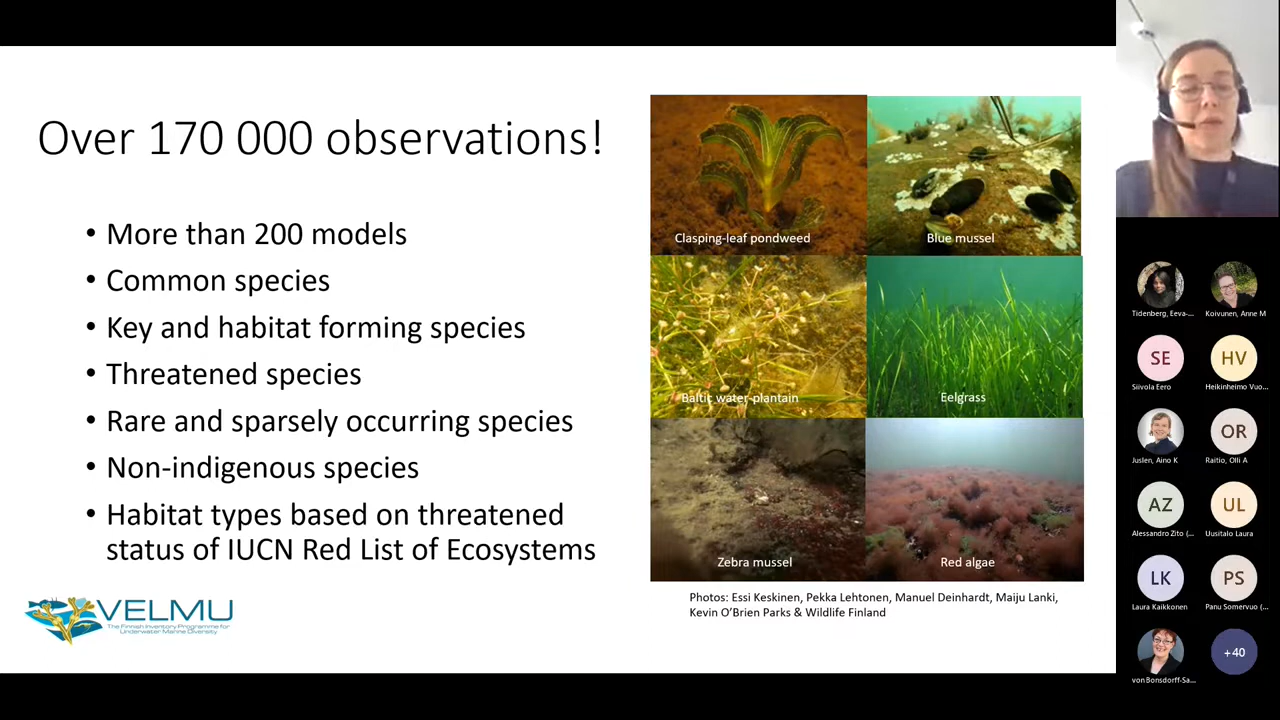 Over 170 000 observations!
• More than 200 models
• Common species
• Key and habitat forming species
• Threatened species
• Rare and sparsely occurring species
• Non-indigenous species
• Habitat types based on threatened
status of IUCN Red List of Ecosystems
VELMU
The Finnish Inventory Programme for
Underwater Marine Diversity
Clasping-leaf pondweed
Blue mussel
Baltic water-plantain
Eelgrass
Zebra mussel
Red algae
Photos: Essi Keskinen, Pekka Lehtonen, Manuel Deinhardt, Maiju Lanki,
Kevin O’Brien Parks & Wildlife Finland
Tidenberg, Eeva-...
Koivunen, Anne M
SE
HV
Siivola Eero
Heikinheimo Vuo...
OR
Juslen, Aino K
Raitio, Olli A
AZ
UL
Alessandro Zito (...
Uusitalo Laura
LK
PS
Laura Kaikkonen
Panu Somervuo (...
+40
von Bonsdorff-Sa...